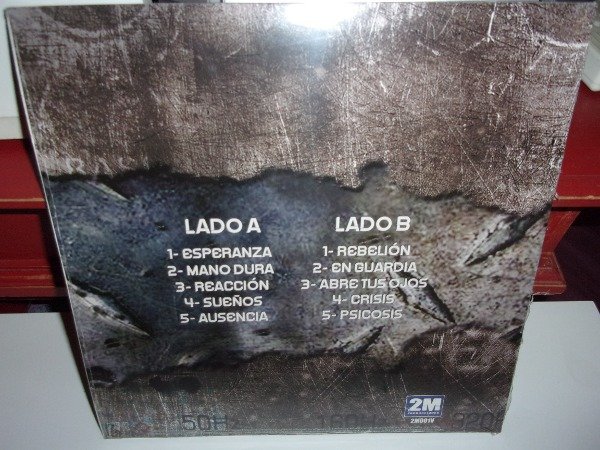 LADO A
1- ESPERANZA
2- MANO DURA
3- REACCIÓN
4- SUEÑOS
5- AUSENCIA
LADO B
1- REBELIÓN
2- EN GUARDIA
3- ABRE TUS OJOS
4- CRISIS
5- PSICOSIS
2M
2M001V